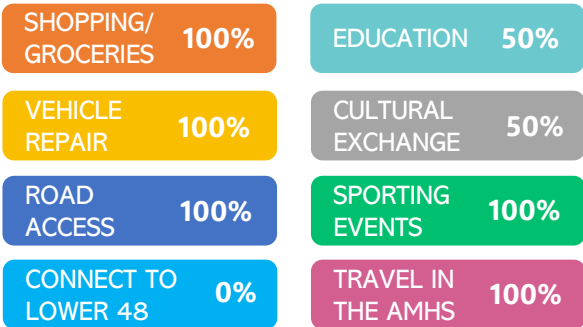 SHOPPING/
GROCERIES 100%
EDUCATION 50%
VEHICLE
REPAIR 100%
CULTURAL
EXCHANGE 50%
ROAD
ACCESS 100%
SPORTING
EVENTS 100%
CONNECT TO
LOWER 48 0%
TRAVEL IN
THE AMHS 100%